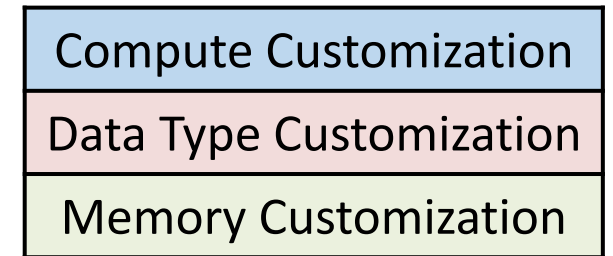 Compute Customization
Data Type Customization
Memory Customization